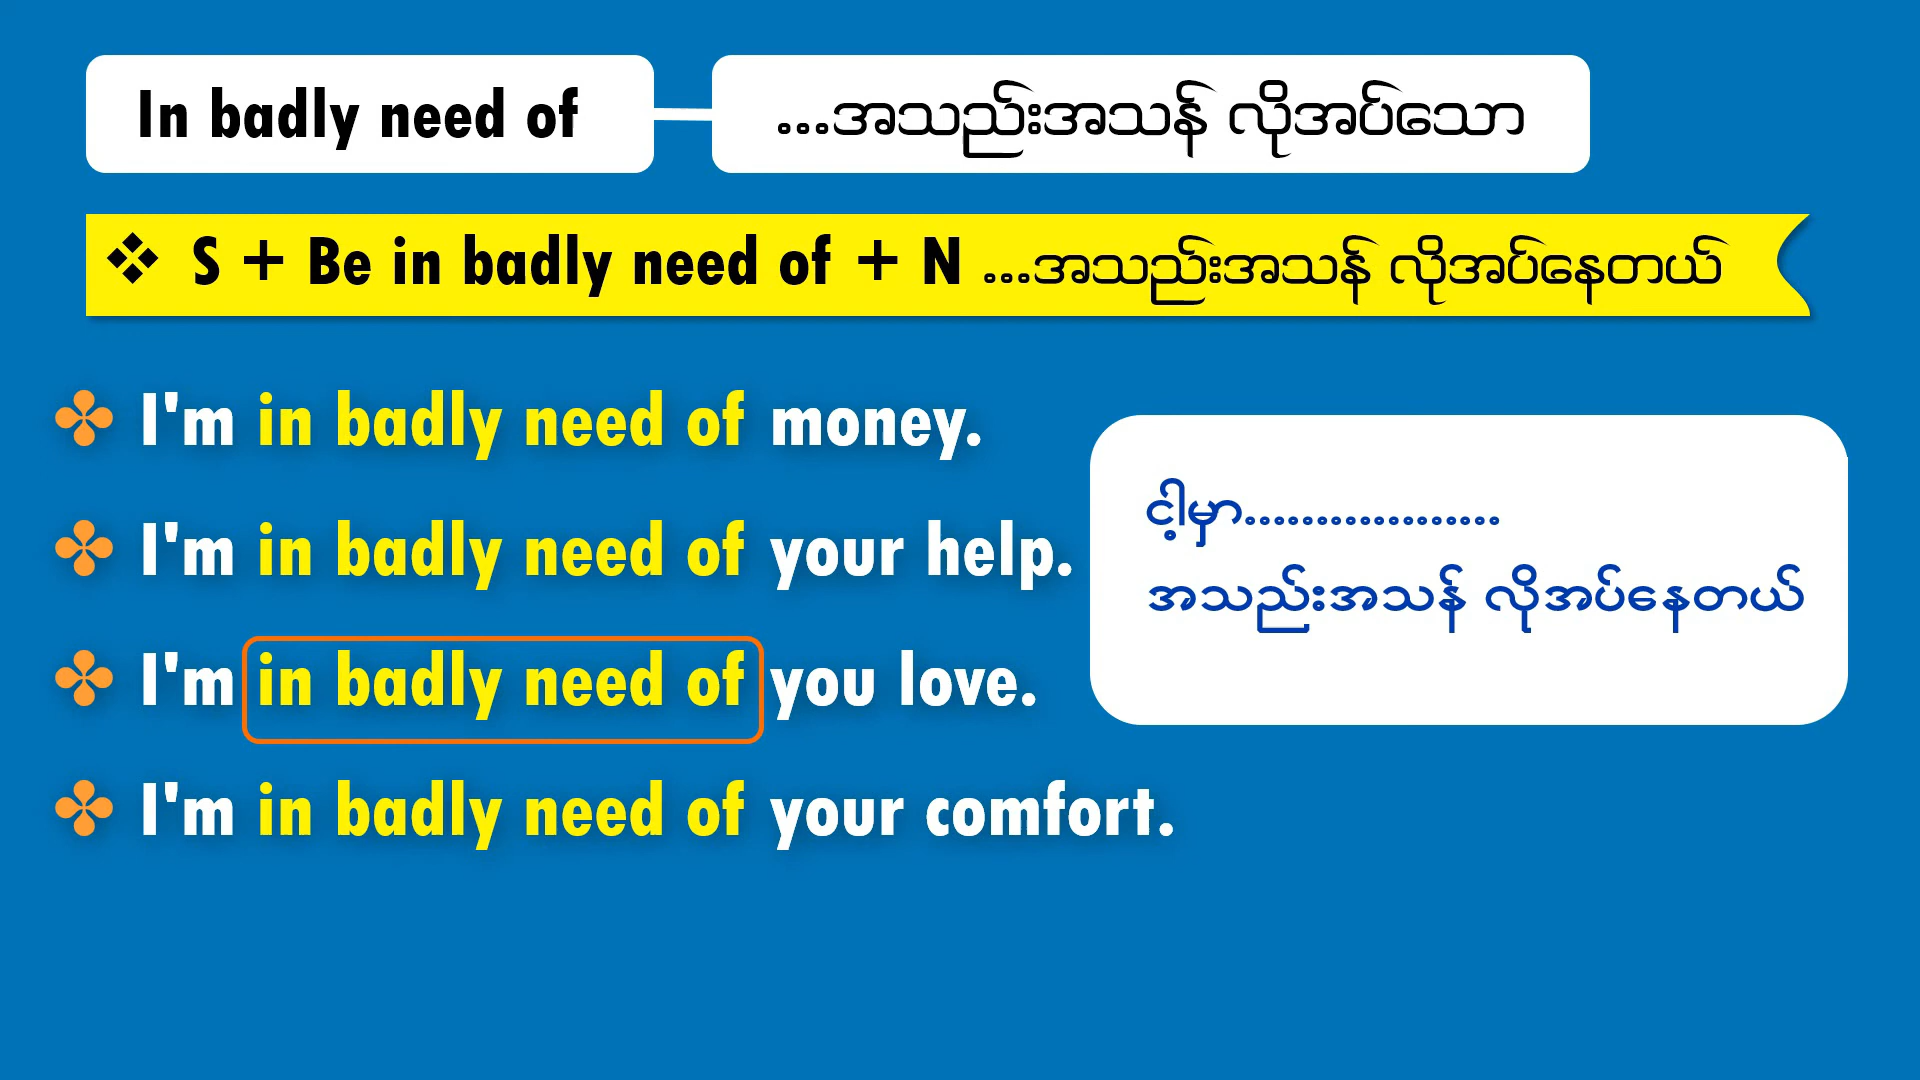 In badly need of
...အသည်းအသန် လိုအပ်သော
S + Be in badly need of + N ...အသည်းအသန် လိုအပ်နေတယ်
I'm in badly need of money.
I'm in badly need of your help.
I'm in badly need of you love.
I'm in badly need of your comfort.
ငါ့မှာ..................
အသည်းအသန် လိုအပ်နေတယ်